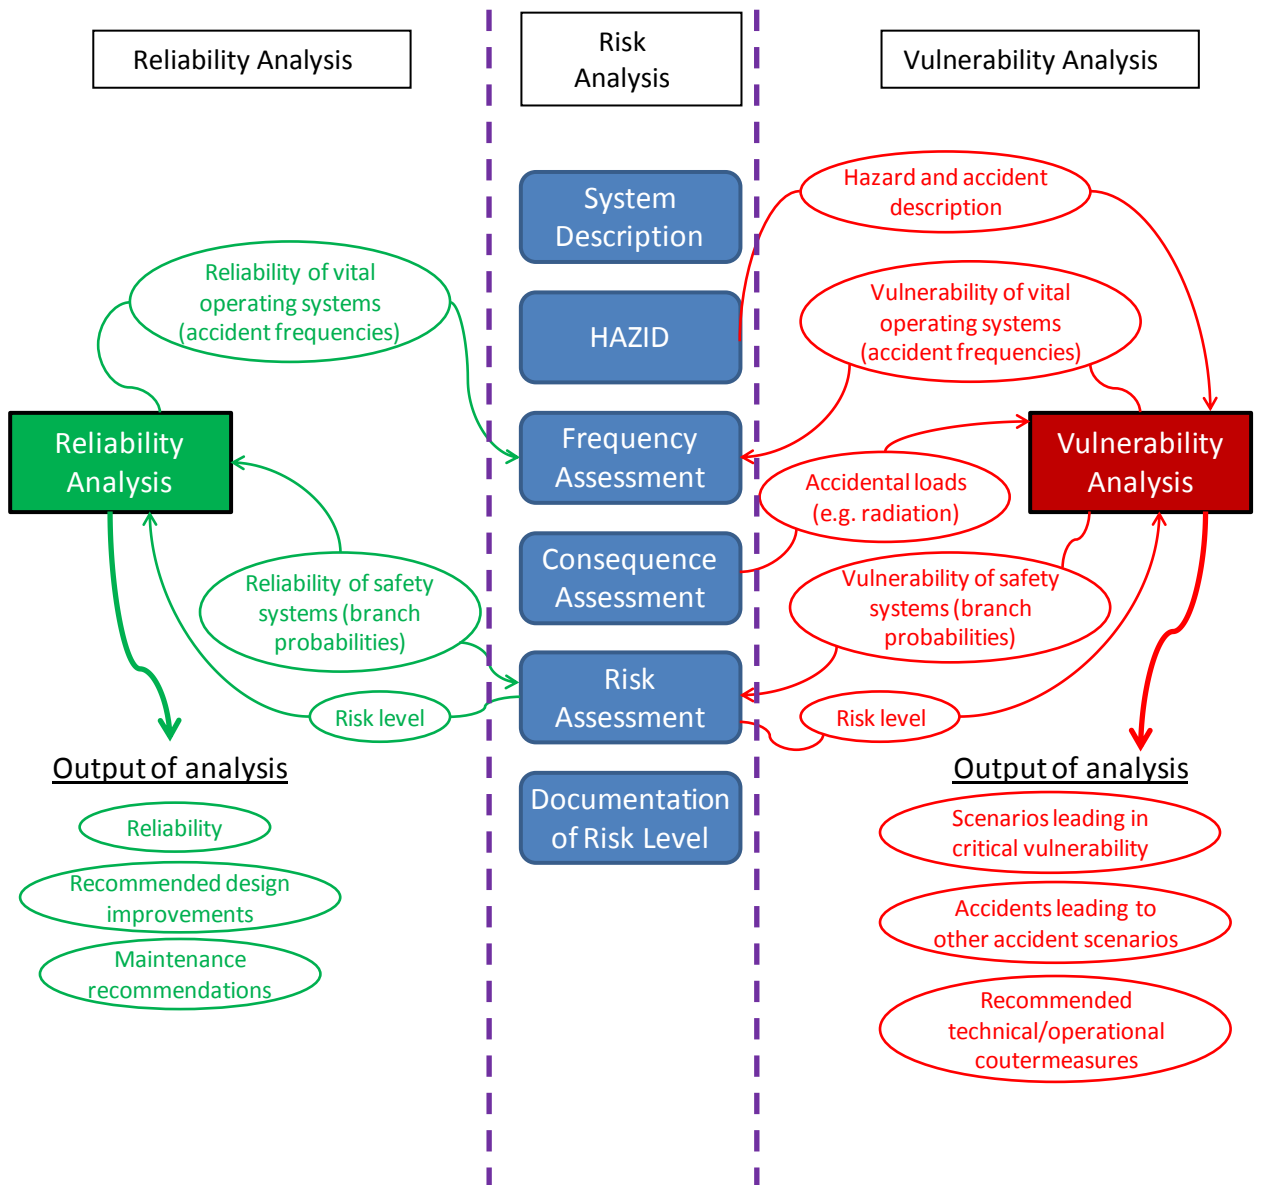 Reliability Analysis
Risk
Analysis
Vulnerability Analysis
System
Description
HAZID
Frequency
Assessment
Consequence
Assessment
Risk
Assessment
Documentation
of Risk Level
Reliability of vital
operating systems
(accident frequencies)
Reliability
Analysis
Reliability of safety
systems (branch
probabilities)
Risk level
Output of analysis
Reliability
Recommended design
improvements
Maintenance
recommendations
Hazard and accident
description
Vulnerability of vital
operating systems
(accident frequencies)
Vulnerability
Analysis
Accidental loads
(e.g. radiation)
Vulnerability of safety
systems (branch
probabilities)
Risk level
Output of analysis
Scenarios leading in
critical vulnerability
Accidents leading to
other accident scenarios
Recommended
technical/operational
coutermeasures